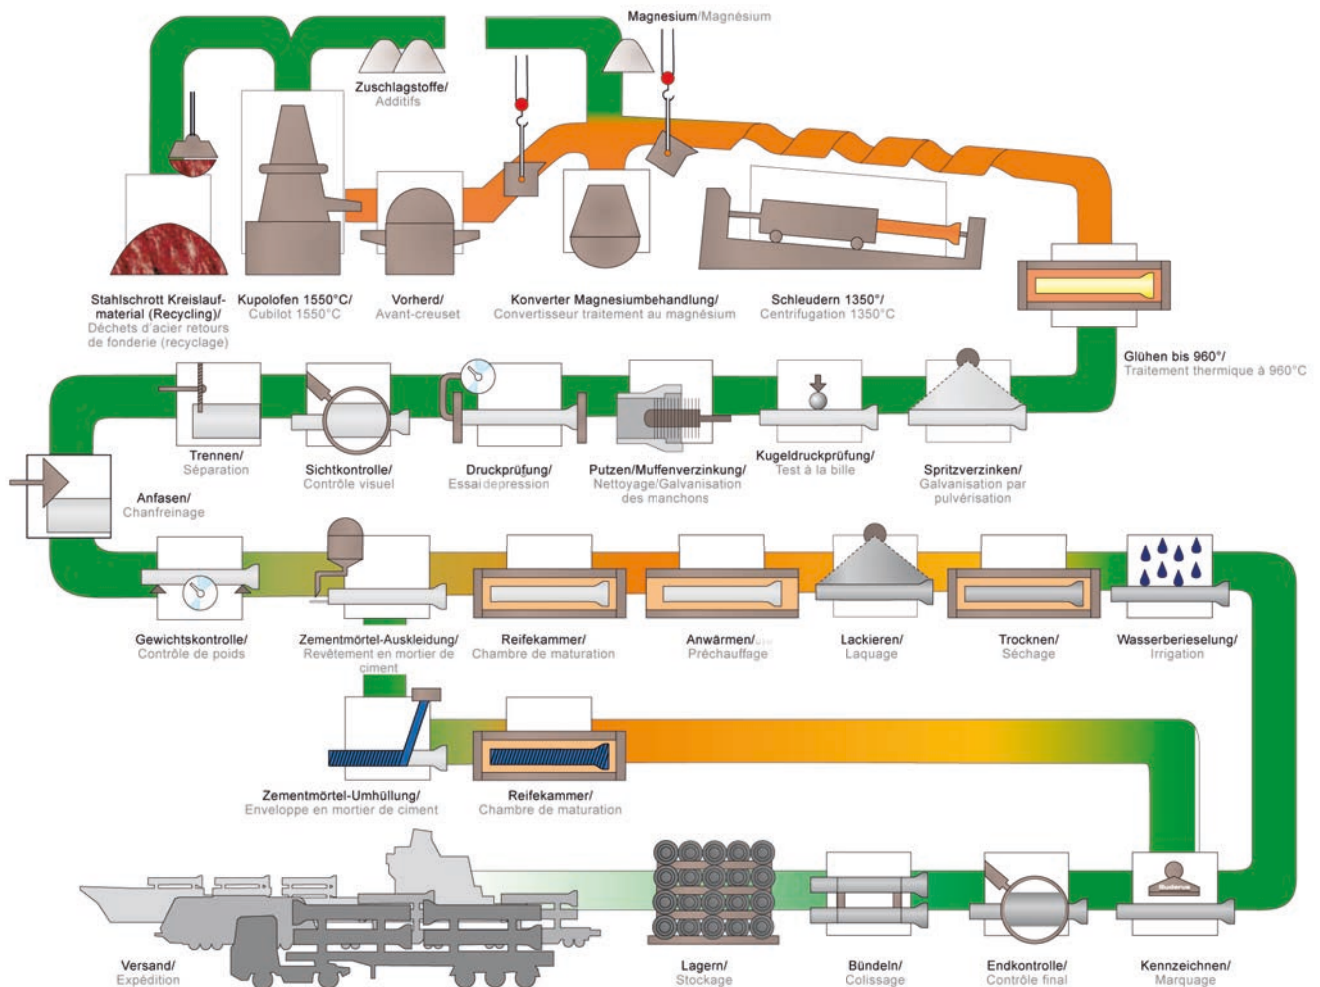 Magnesium/Magnésium
Zuschlagstoffe/
Additifs
Stahlschrott Kreislauf-
material (Recycling)/
Déchets d'acier retours
de fonderie (recyclage)
Kupolofen 1550°C/
Cubilot 1550°C
Vorherd/
Avant-creuset
Konverter Magnesiumbehandlung/
Convertisseur traitement au magnésium
Schleudern 1350°/
Centrifugation 1350°C
Glühen bis 960°/
Traitement thermique à 960°C
Trennen/
Séparation
Sichtkontrolle/
Contrôle visuel
Druckprüfung/
Essai depression
Putzen/Muffenverzinkung/
Nettoyage/Galvanisation
des manchons
Kugeldruckprüfung/
Test à la bille
Spritzverzinken/
Galvanisation par
pulvérisation
Anfasen/
Chanfreinage
Gewichtskontrolle/
Contrôle de poids
Zementmörtel-Auskleidung/
Revêtement en mortier de
ciment
Reifekammer/
Chambre de maturation
Anwärmen/
Préchauffage
Lackieren/
Laquage
Trocknen/
Séchage
Wasserberieselung/
Irrigation
Zementmörtel-Umhüllung/
Enveloppe en mortier de ciment
Reifekammer/
Chambre de maturation
Buderus
Versand/
Expédition
Lagern/
Stockage
Bündeln/
Colissage
Endkontrolle/
Contrôle final
Kennzeichnen/
Marquage